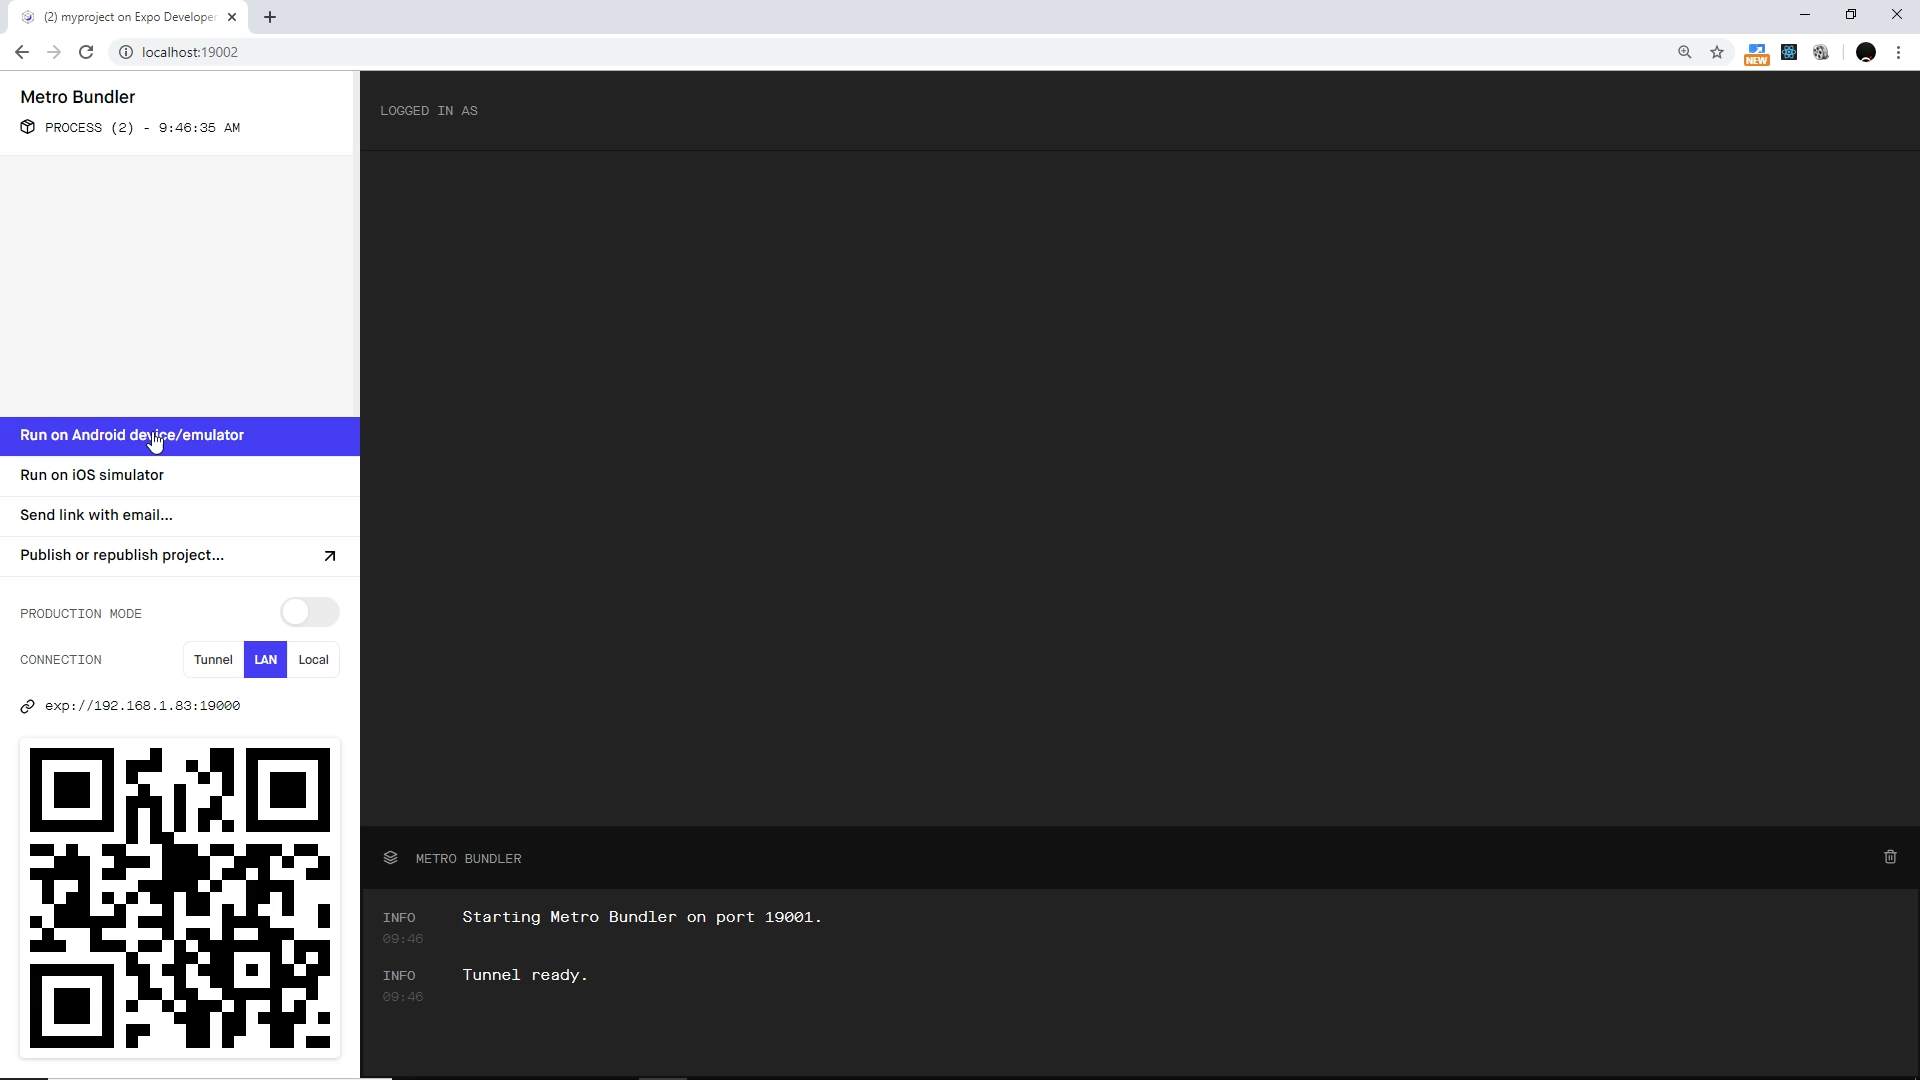 (2) myproject on Expo Developer
localhost:19002
NEW
Metro Bundler
PROCESS (2) - 9:46:35 AM
LOGGED IN AS
Run on Android device/emulator
Run on iOS simulator
Send link with email...
Publish or republish project...
PRODUCTION MODE
CONNECTION
Tunnel
LAN
Local
exp://192.168.1.83:19000
METRO BUNDLER
INFO
Starting Metro Bundler on port 19001.
09:46
INFO
Tunnel ready.
09:46